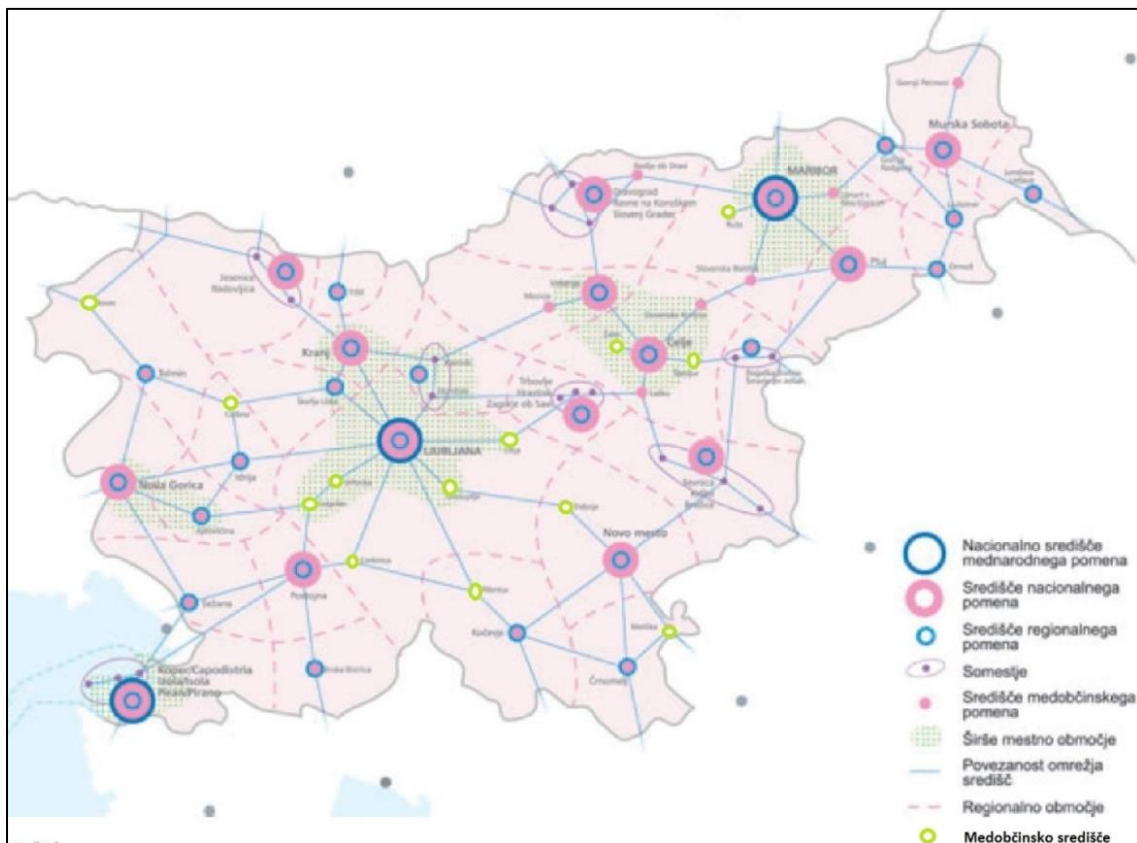 Gornji Petrovci
Murska Sobota
Radlje ob Dravi
MARIBOR
Gornja Radgona
Lendava
Dravograd
Ravne na Koroškem
Slovenj Gradec
Lenart v
Ljutomer
Ruše
Slovenska Bistrica
Ptuj
Ormož
Jesenice
Radovljica
Tržič
Velenje
Mozirje
Slovenske Konjice
Bovec
Kranj
Kamnik
Žalec
Celje
Šentjur
Rogaška Slatina
Šmarje pri Jelšah
Tolmin
Škofja Loka
Domžale
Trbovlje
Hrastnik
Zagorje ob Savi
Laško
Cerkno
LJUBLJANA
Litija
Nova Gorica
Idrija
Vrhnika
Grosuplje
Sevnica
Krško
Brežice
Ajdovščina
Logatec
Trebnje
Novo mesto
Cerknica
Postojna
Ribnica
Sežana
Kočevje
Metlika
Koper/Capodistria
Izola/Isola
Piran/Pirano
Ilirska Bistrica
Črnomelj
Nacionalno središče
mednarodnega pomena
Središče nacionalnega
pomena
Središče regionalnega
pomena
Somestje
Središče medobčinskega
pomena
Širše mestno območje
Povezanost omrežja
središč
Regionalno območje
Medobčinsko središče